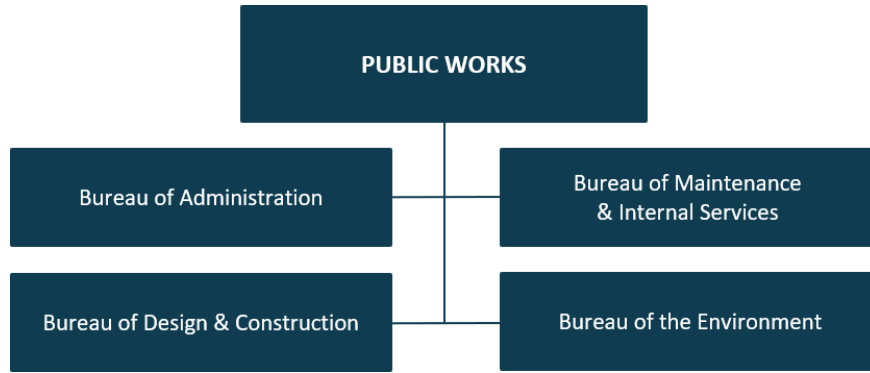 PUBLIC WORKS
Bureau of Administration
Bureau of Maintenance
& Internal Services
Bureau of Design & Construction
Bureau of the Environment